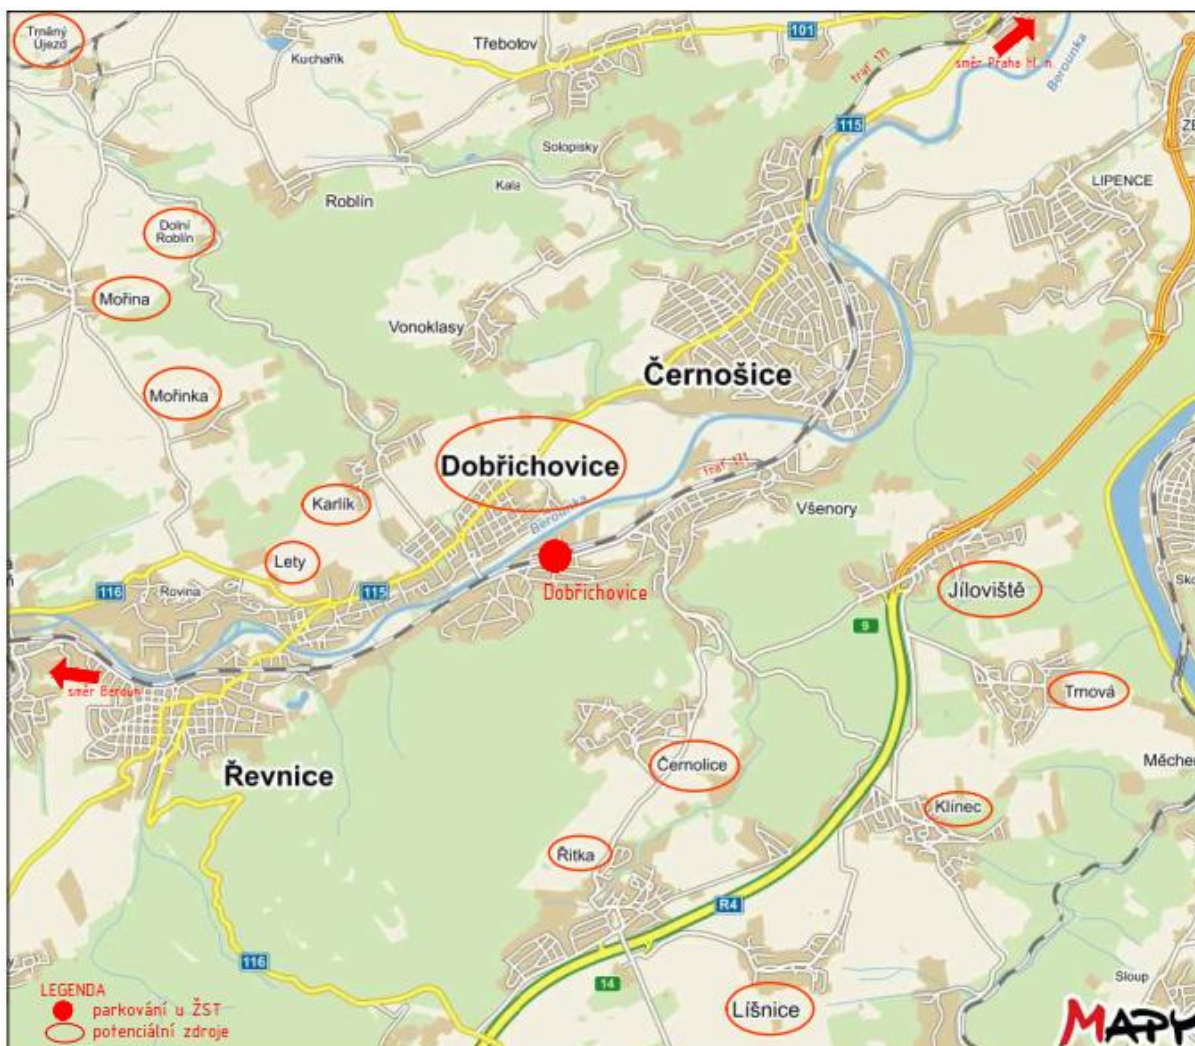 Trněný
Újezd
Kuchařík
Třebotov
101
směr Praha hl. n.
Berounka
trať 171
115
Solopisky
Kala
Roblín
LIPENCE
Dolní
Roblín
Mořina
Vonoklasy
Černošice
Mořinka
Dobřichovice
trať 171
Karlík
Berounka
Všenory
Lety
Dobřichovice
116
Rovina
115
Jíloviště
9
směr Beroun
Trnová
Řevnice
Černolice
Klínec
Řitka
R4
116
14
Sloup
Líšnice
LEGENDA
parkování u ŽST
potenciální zdroje